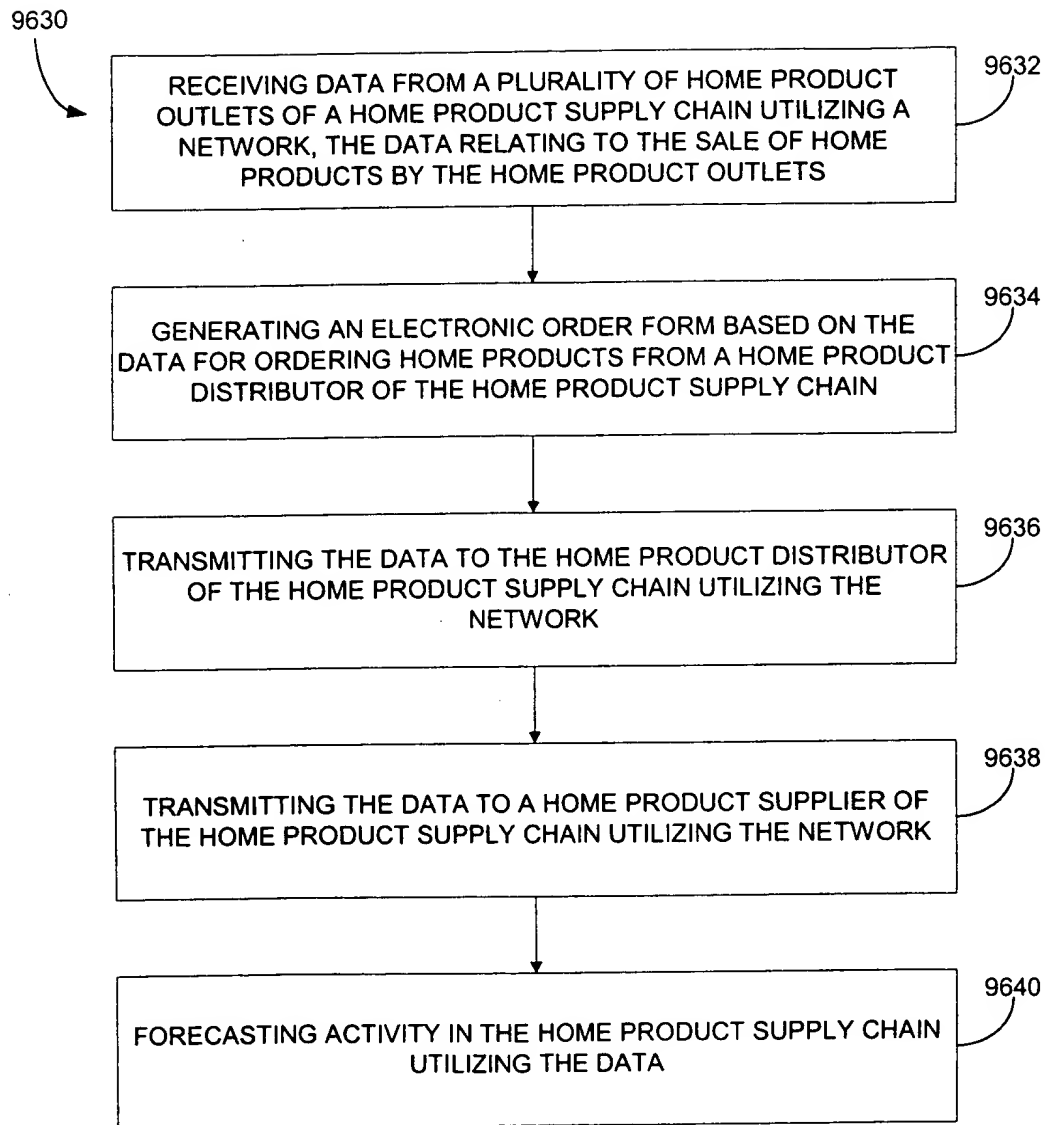 9630
RECEIVING DATA FROM A PLURALITY OF HOME PRODUCT
OUTLETS OF A HOME PRODUCT SUPPLY CHAIN UTILIZING A
NETWORK, THE DATA RELATING TO THE SALE OF HOME
PRODUCTS BY THE HOME PRODUCT OUTLETS
9632
GENERATING AN ELECTRONIC ORDER FORM BASED ON THE
DATA FOR ORDERING HOME PRODUCTS FROM A HOME PRODUCT
DISTRIBUTOR OF THE HOME PRODUCT SUPPLY CHAIN
9634
TRANSMITTING THE DATA TO THE HOME PRODUCT DISTRIBUTOR
OF THE HOME PRODUCT SUPPLY CHAIN UTILIZING THE
NETWORK
9636
TRANSMITTING THE DATA TO A HOME PRODUCT SUPPLIER OF
THE HOME PRODUCT SUPPLY CHAIN UTILIZING THE NETWORK
9638
FORECASTING ACTIVITY IN THE HOME PRODUCT SUPPLY CHAIN
UTILIZING THE DATA
9640